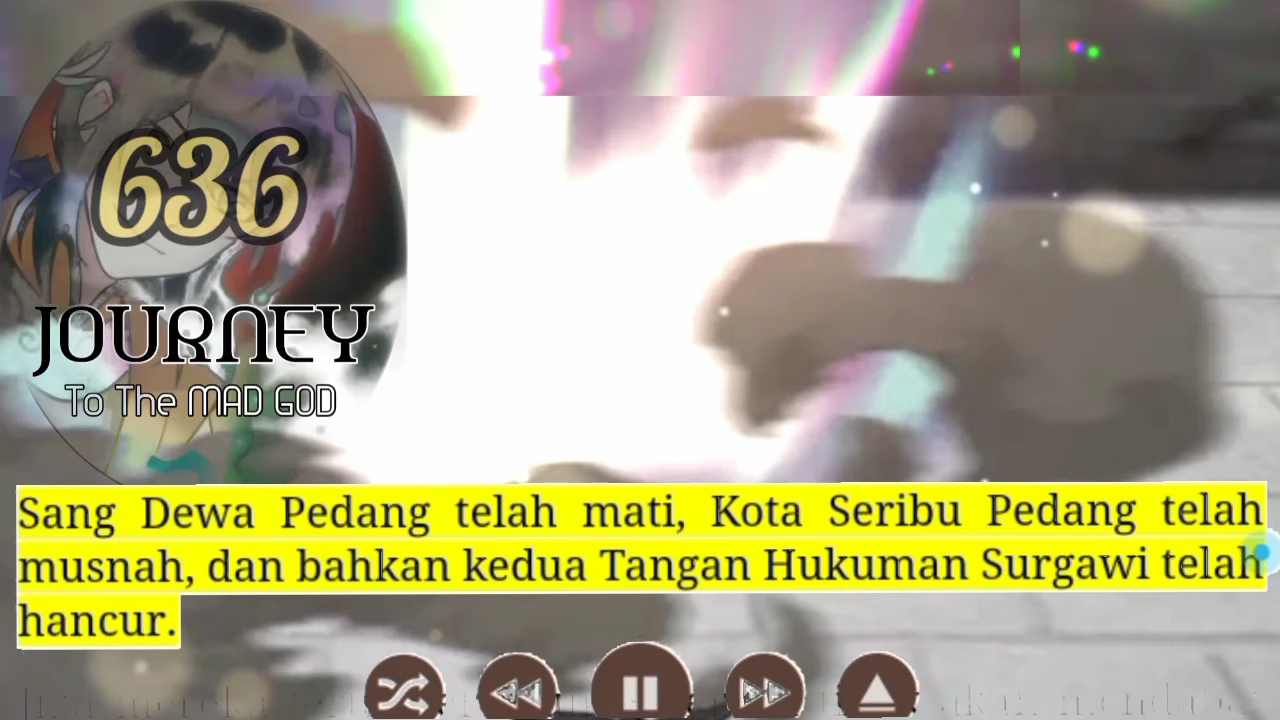 636
JOURNEY
To The MAD GOD
Sang Dewa Pedang telah mati, Kota Seribu Pedang telah
musnah, dan bahkan kedua Tangan Hukuman Surgawi telah
hancur.